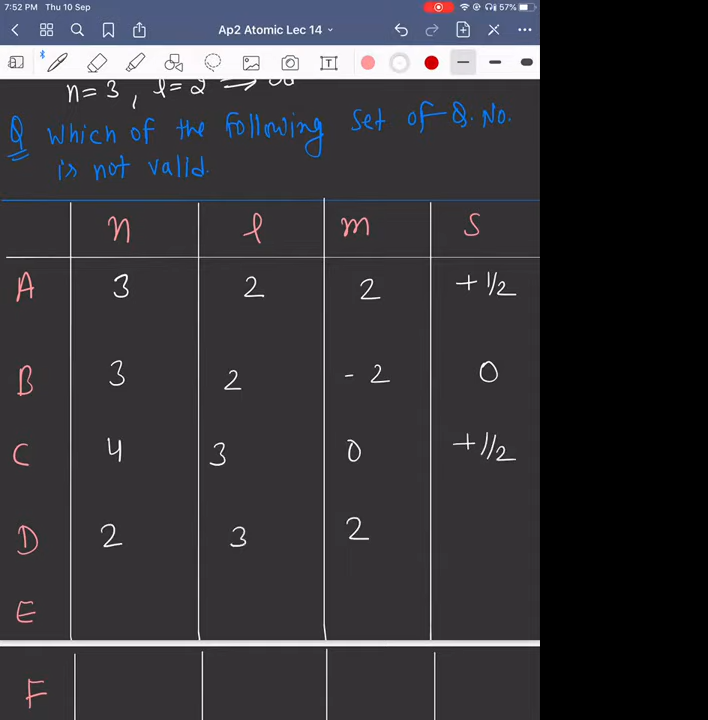 7:52 PM Thu 10 Sep 57%
Ap2 Atomic Lec 14
n = 3, l = 2
Q Which of the following Set of Q. No.
is not valid.
n l m s
A 3 2 2 +1/2
B 3 2 -2 0
C 4 3 0 +1/2
D 2 3 2
E
F